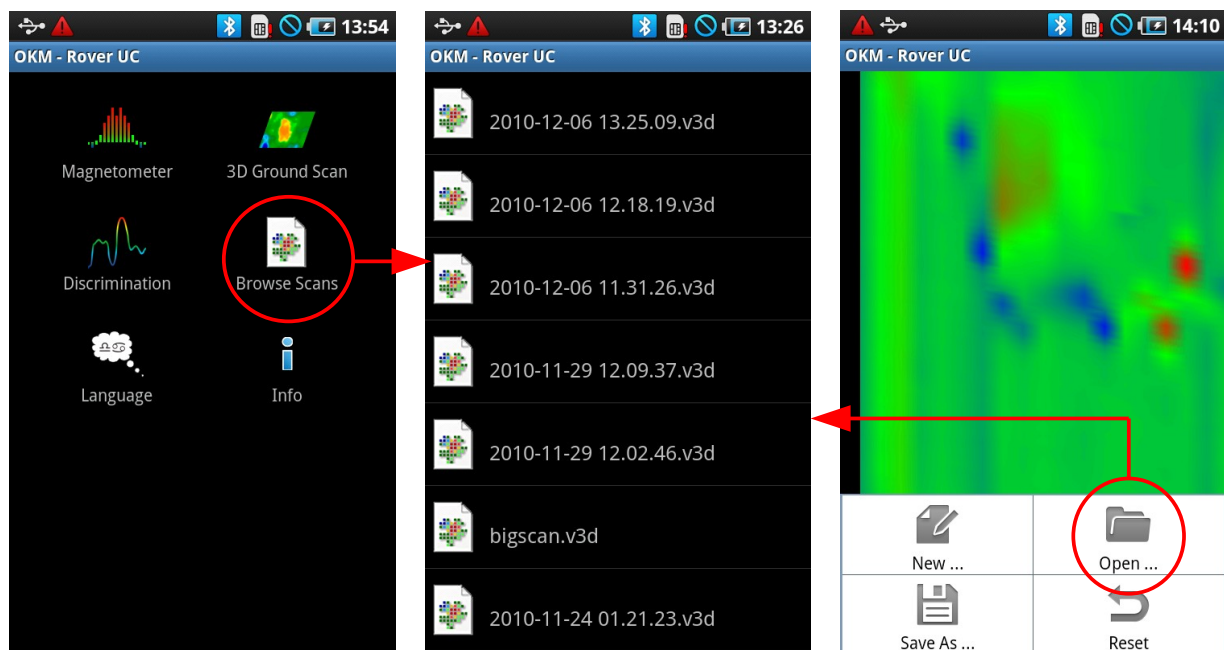 13:54
OKM - Rover UC
Magnetometer
3D Ground Scan
Discrimination
Browse Scans
Language
Info
13:26
OKM - Rover UC
2010-12-06 13.25.09.v3d
2010-12-06 12.18.19.v3d
2010-12-06 11.31.26.v3d
2010-11-29 12.09.37.v3d
2010-11-29 12.02.46.v3d
bigscan.v3d
2010-11-24 01.21.23.v3d
14:10
OKM - Rover UC
New ...
Open ...
Save As ...
Reset